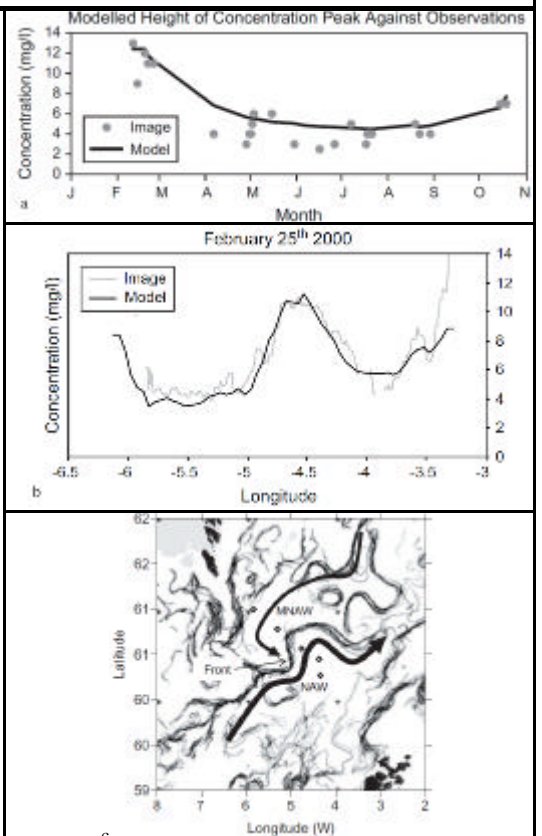 Modelled Height of Concentration Peak Against Observations
Concentration (mg/l)
14
12
10
8
6
4
2
0
Image
Model
J F M A M J J A S O N
Month
a
February 25th 2000
Concentration (mg/l)
Image
Model
14
12
10
8
6
4
2
0
-6.5 -6 -5.5 -5 -4.5 -4 -3.5 -3
Longitude
b
Latitude
62
62
61
61
60
60
59
MNAW
Front
NAW
8 7 6 5 4 3 2
Longitude (W)
c